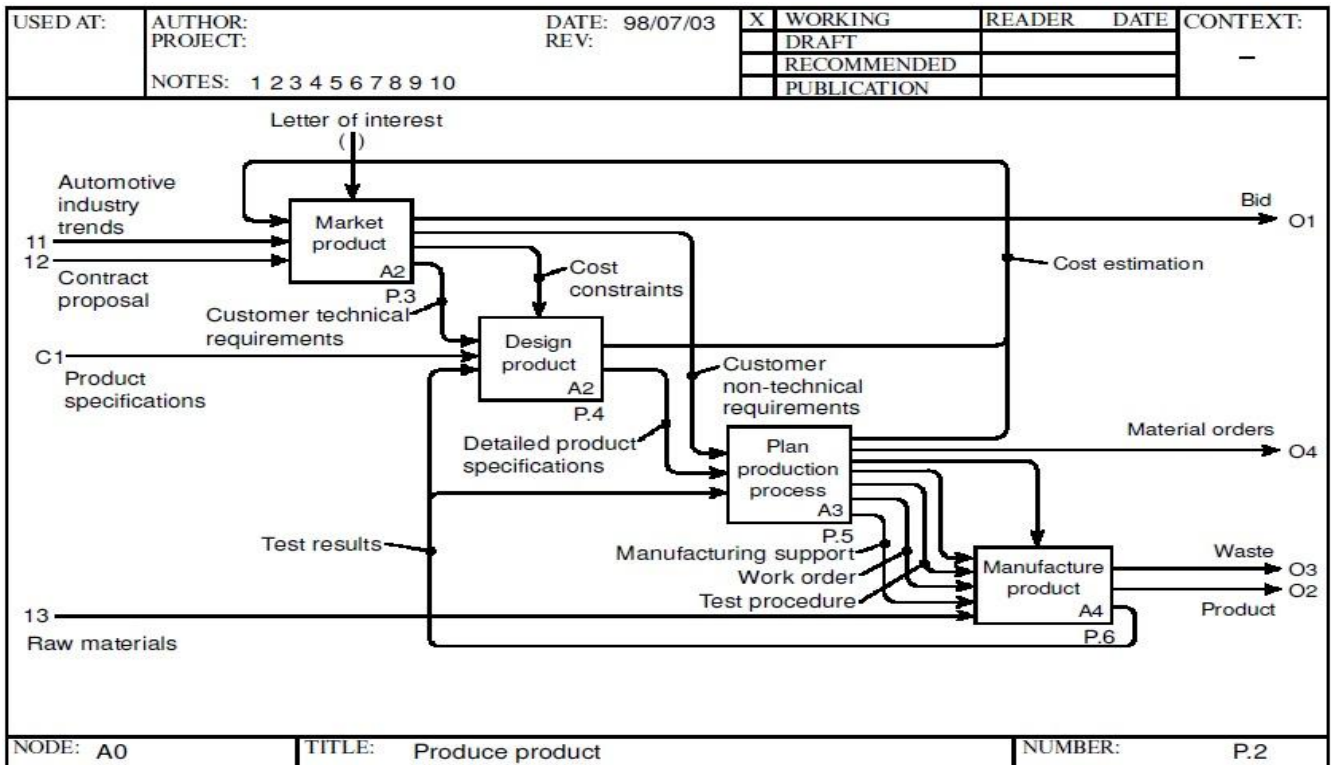 USED AT:
AUTHOR:
DATE: 98/07/03
PROJECT:
REV:
NOTES: 1 2 3 4 5 6 7 8 9 10
X WORKING
DRAFT
RECOMMENDED
PUBLICATION
READER DATE
CONTEXT:
–
Letter of interest
( )
Automotive
industry
trends
11
12
Contract
proposal
Market
product
A2
P.3
Bid
O1
Cost estimation
Cost
constraints
Customer technical
requirements
C1
Product
specifications
Design
product
A2
P.4
Customer
non-technical
requirements
Detailed product
specifications
Plan
production
process
A3
P.5
Material orders
O4
Test results
Manufacturing support
Work order
Test procedure
Manufacture
product
A4
P.6
Waste
O3
O2
Product
13
Raw materials
NODE: A0
TITLE: Produce product
NUMBER: P.2